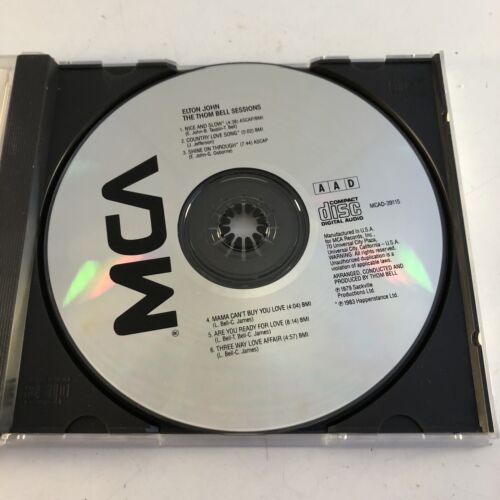 ELTON JOHN
THE THOM BELL SESSIONS
1. NICE AND SLOW* (4:38) ASCAP/BMI
(E. John-B. Taupin-T. Bell)
2. COUNTRY LOVE SONG* (5:02) BMI
(J. Jefferson)
3. SHINE ON THROUGH* (7:44) ASCAP
(E. John-G. Osborne)
MCA
®
AAD
COMPACT
disc
DIGITAL AUDIO
MCAD-39115
Manufactured in U.S.A.
for MCA Records, Inc.,
70 Universal City Plaza,
Universal City, California - U.S.A.
WARNING: All rights reserved.
Unauthorized duplication is a
violation of applicable laws.
ARRANGED, CONDUCTED AND
PRODUCED BY THOM BELL
℗ 1979 Sackville
Productions Ltd.
* ℗ 1983 Happenstance Ltd.
4. MAMA CAN'T BUY YOU LOVE (4:04) BMI
(L. Bell-C. James)
5. ARE YOU READY FOR LOVE (8:14) BMI
(L. Bell-T. Bell-C. James)
6. THREE WAY LOVE AFFAIR (4:57) BMI
(L. Bell-C. James)